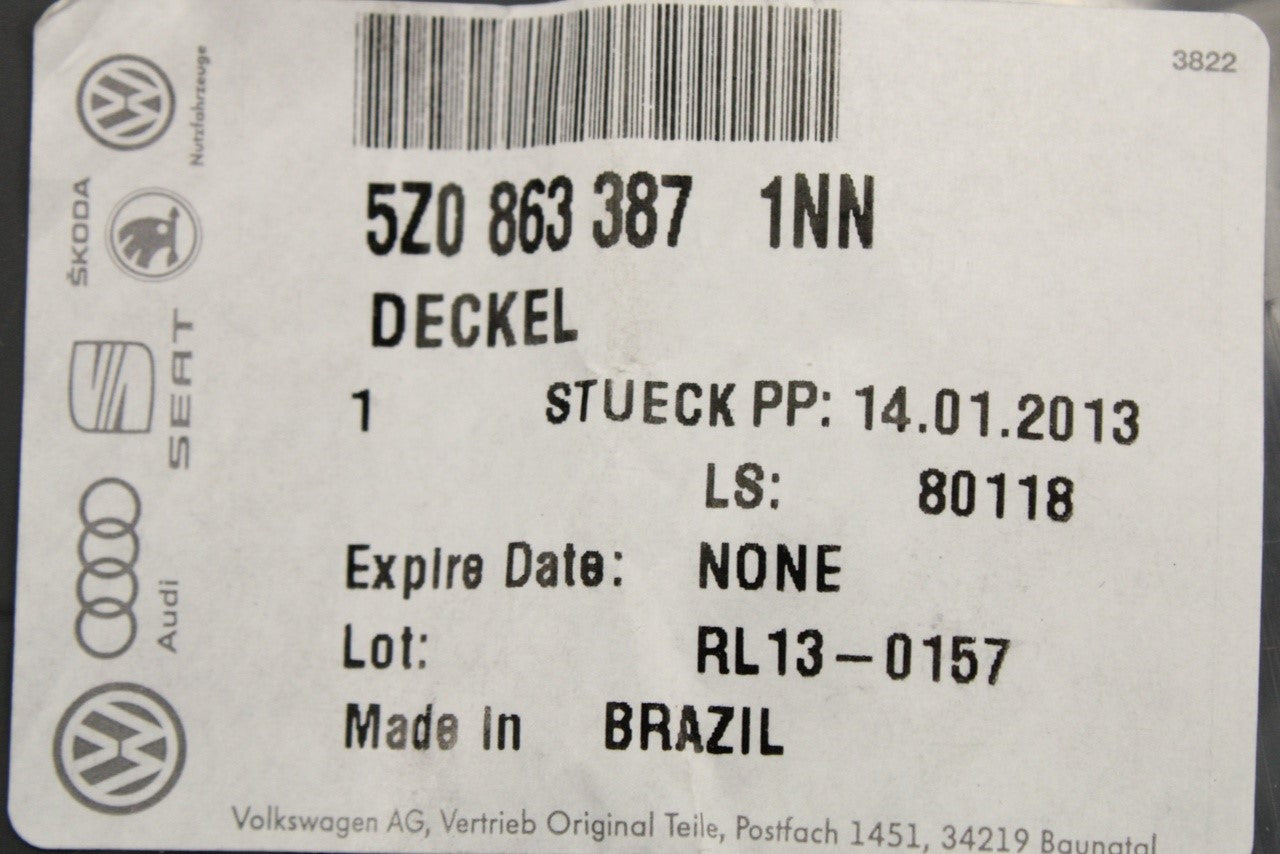 3822
5Z0 863 387 1NN
DECKEL
1 STUECK PP: 14.01.2013
LS: 80118
Expire Date: NONE
Lot: RL13-0157
Made in BRAZIL
Volkswagen AG, Vertrieb Original Teile, Postfach 1451, 34219 Baunatal
Nutzfahrzeuge
ŠKODA
SEAT
Audi